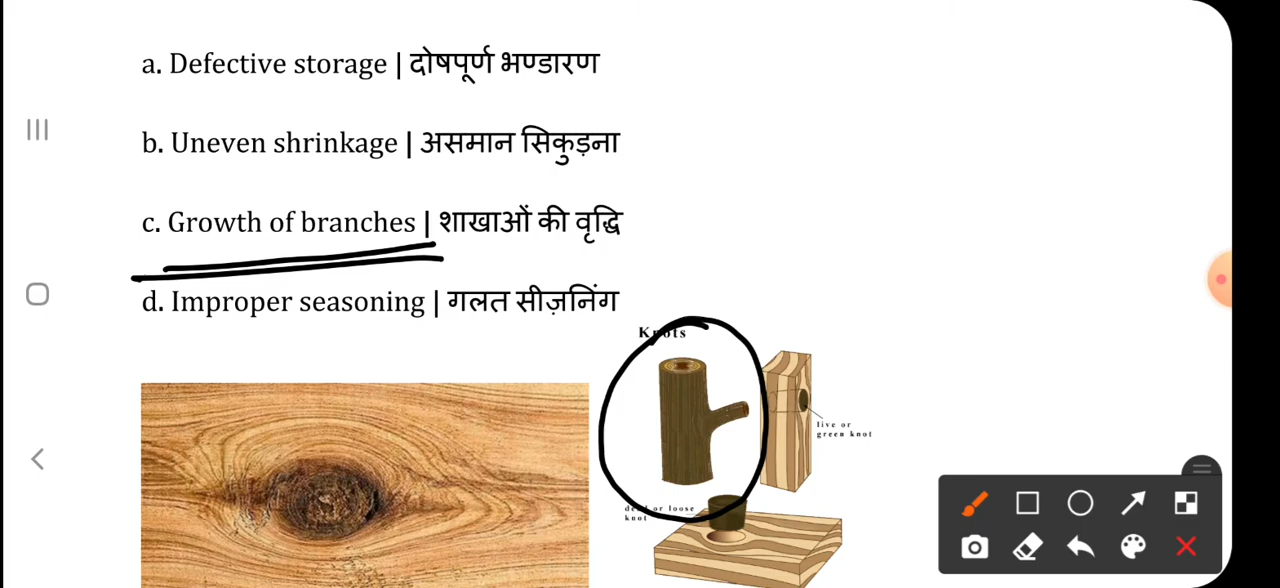 a. Defective storage | दोषपूर्ण भण्डारण
b. Uneven shrinkage | असमान सिकुड़ना
c. Growth of branches | शाखाओं की वृद्धि
d. Improper seasoning | गलत सीज़निंग
Knots
live or
green knot
dead or loose
knot